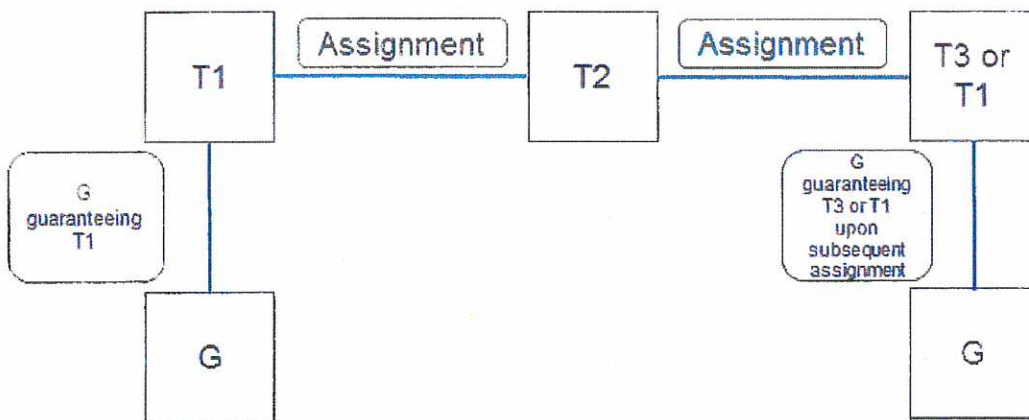 Assignment
Assignment
T1
T2
T3 or
T1
G
guaranteeing
T1
G
guaranteeing
T3 or T1
upon
subsequent
assignment
G
G